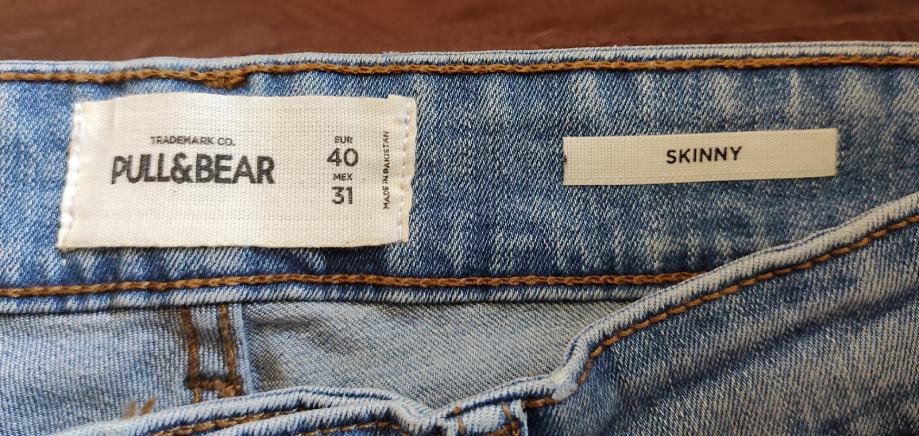 TRADEMARK CO.
PULL&BEAR
EUR
40
MEX
31
MADE IN PAKISTAN
SKINNY